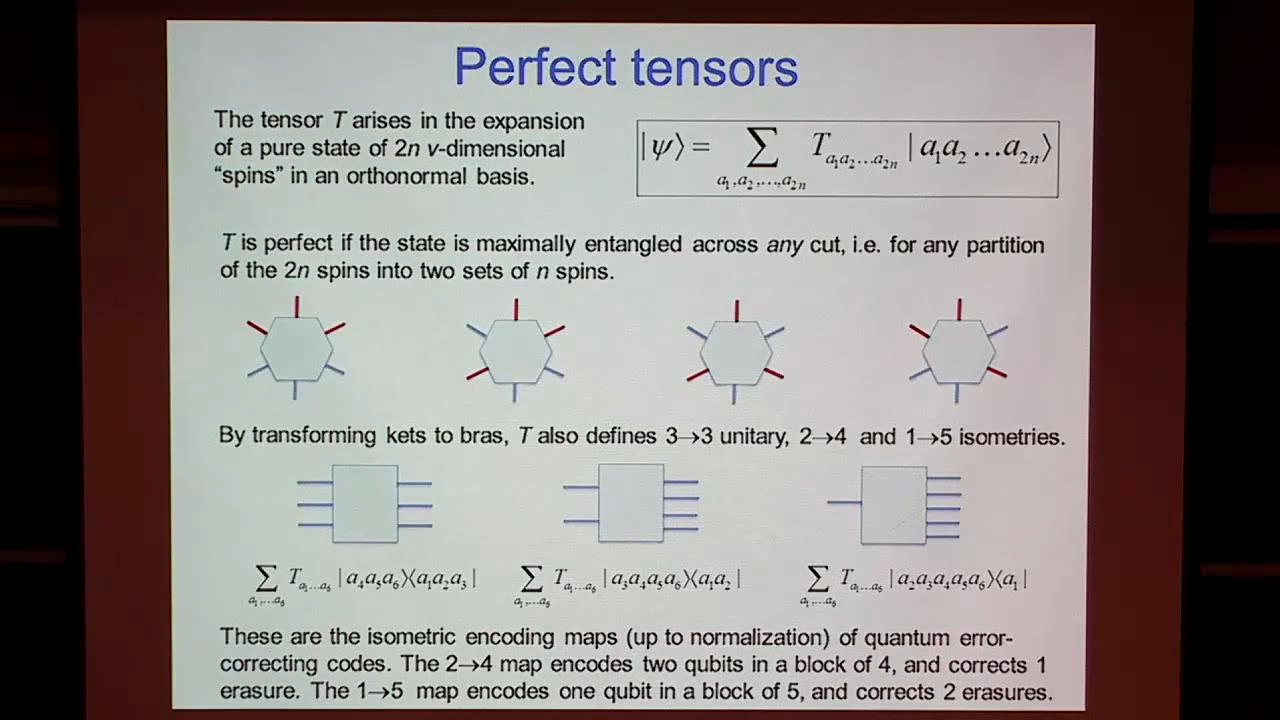 Perfect tensors
The tensor T arises in the expansion
of a pure state of 2n v-dimensional
“spins” in an orthonormal basis.
|ψ⟩ = ∑_{a₁,a₂,…,a₂ₙ} T_{a₁a₂…a₂ₙ} | a₁a₂…a₂ₙ⟩
T is perfect if the state is maximally entangled across any cut, i.e. for any partition
of the 2n spins into two sets of n spins.
By transforming kets to bras, T also defines 3→3 unitary, 2→4 and 1→5 isometries.
∑_{a₁,…a₆} T_{a₁…a₆} | a₄a₅a₆⟩⟨a₁a₂a₃ |
∑_{a₁,…a₆} T_{a₁…a₆} | a₃a₄a₅a₆⟩⟨a₁a₂ |
∑_{a₁,…a₆} T_{a₁…a₆} | a₂a₃a₄a₅a₆⟩⟨a₁ |
These are the isometric encoding maps (up to normalization) of quantum error-
correcting codes. The 2→4 map encodes two qubits in a block of 4, and corrects 1
erasure. The 1→5 map encodes one qubit in a block of 5, and corrects 2 erasures.